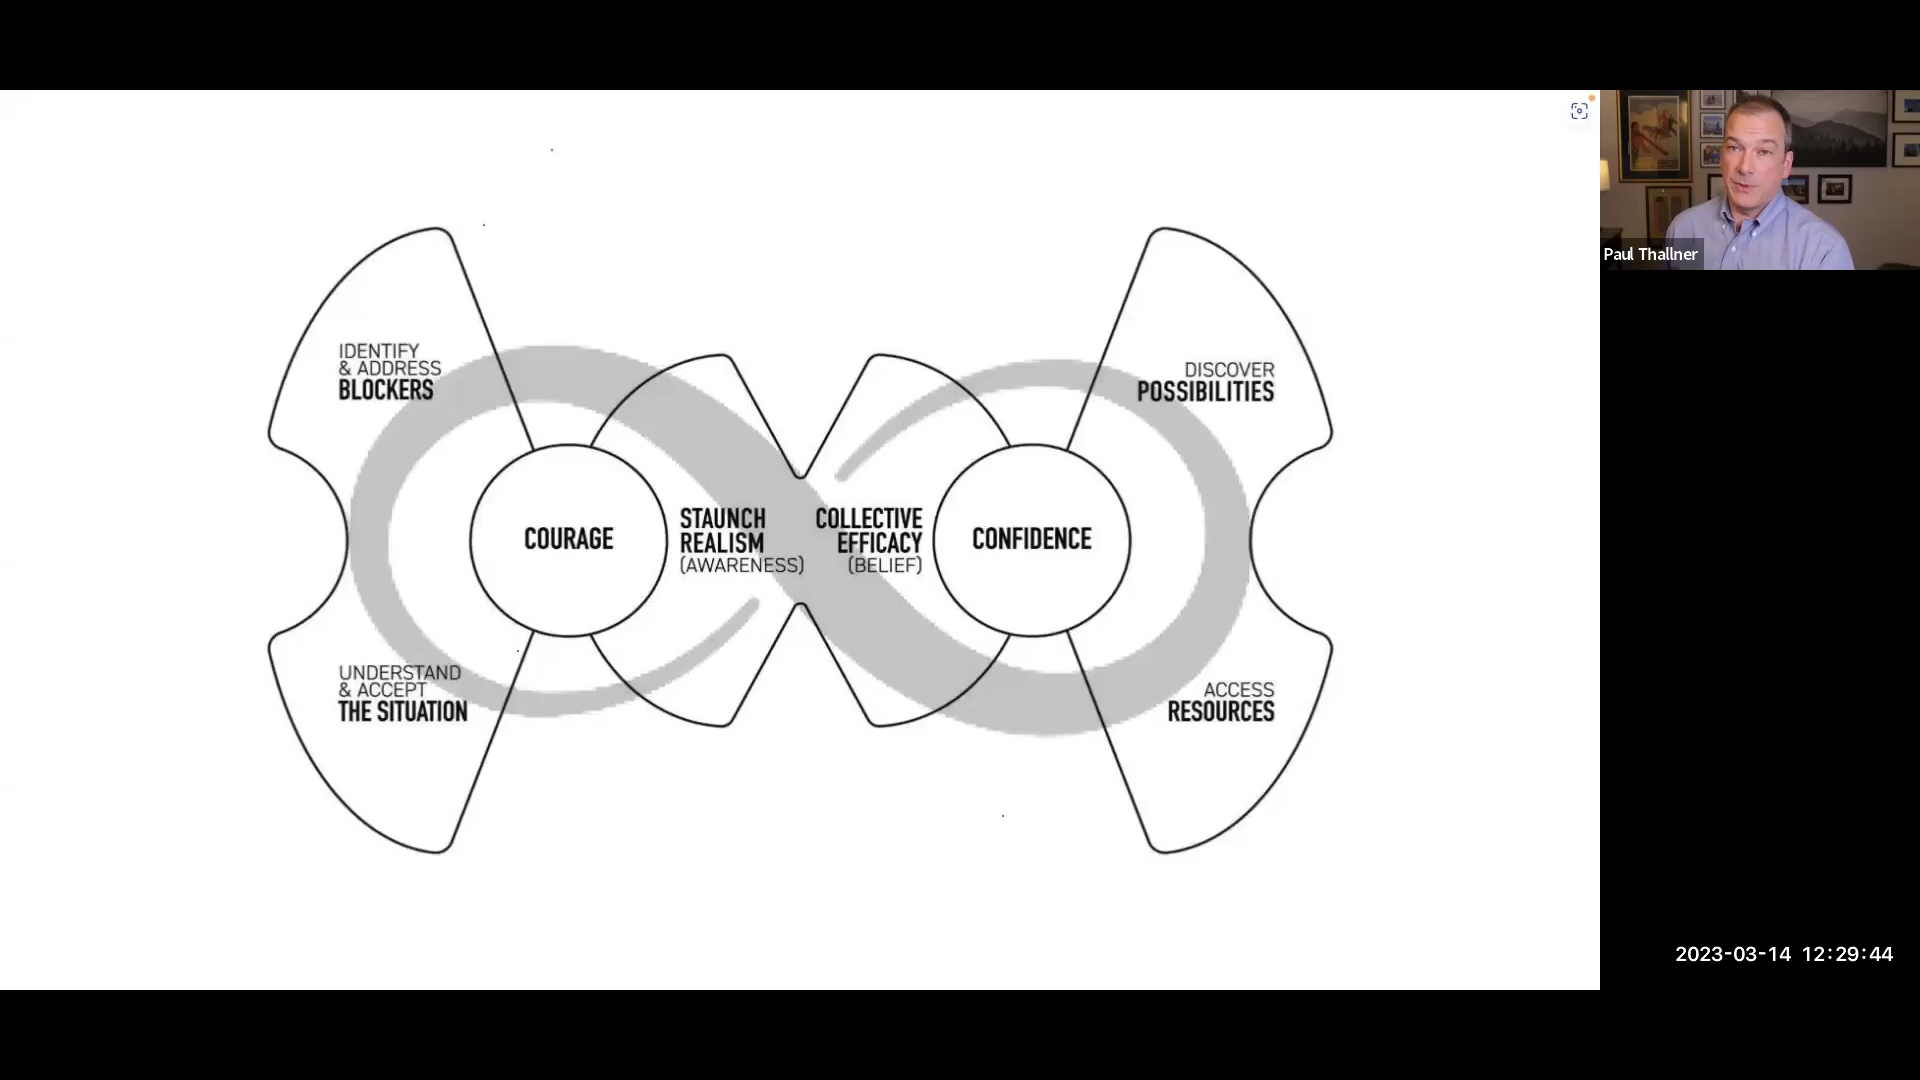 Paul Thallner
IDENTIFY
& ADDRESS
BLOCKERS
DISCOVER
POSSIBILITIES
COURAGE
STAUNCH
REALISM
(AWARENESS)
COLLECTIVE
EFFICACY
(BELIEF)
CONFIDENCE
UNDERSTAND
& ACCEPT
THE SITUATION
ACCESS
RESOURCES
2023-03-14 12:29:44